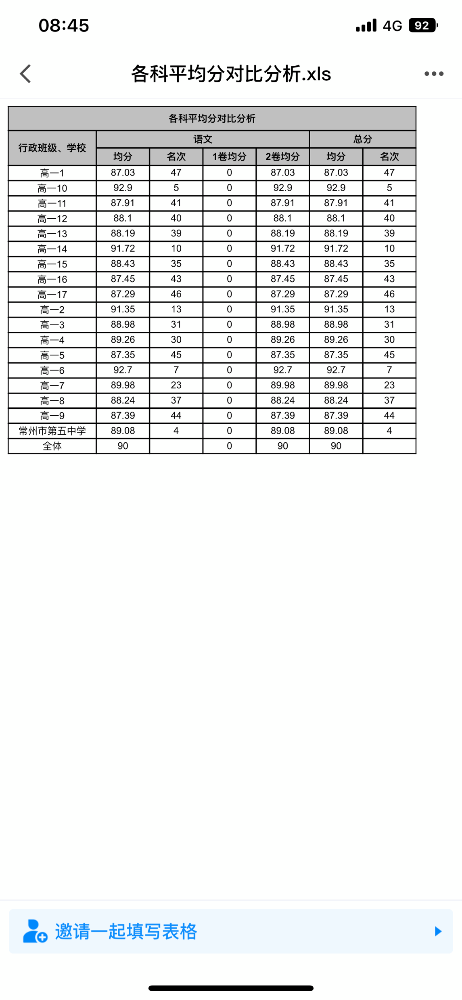 08:45
4G 92
各科平均分对比分析.xls
各科平均分对比分析
行政班级、学校 语文 总分
均分 名次 1卷均分 2卷均分 均分 名次
高一1 87.03 47 0 87.03 87.03 47
高一10 92.9 5 0 92.9 92.9 5
高一11 87.91 41 0 87.91 87.91 41
高一12 88.1 40 0 88.1 88.1 40
高一13 88.19 39 0 88.19 88.19 39
高一14 91.72 10 0 91.72 91.72 10
高一15 88.43 35 0 88.43 88.43 35
高一16 87.45 43 0 87.45 87.45 43
高一17 87.29 46 0 87.29 87.29 46
高一2 91.35 13 0 91.35 91.35 13
高一3 88.98 31 0 88.98 88.98 31
高一4 89.26 30 0 89.26 89.26 30
高一5 87.35 45 0 87.35 87.35 45
高一6 92.7 7 0 92.7 92.7 7
高一7 89.98 23 0 89.98 89.98 23
高一8 88.24 37 0 88.24 88.24 37
高一9 87.39 44 0 87.39 87.39 44
常州市第五中学 89.08 4 0 89.08 89.08 4
全体 90 0 90 90
邀请一起填写表格